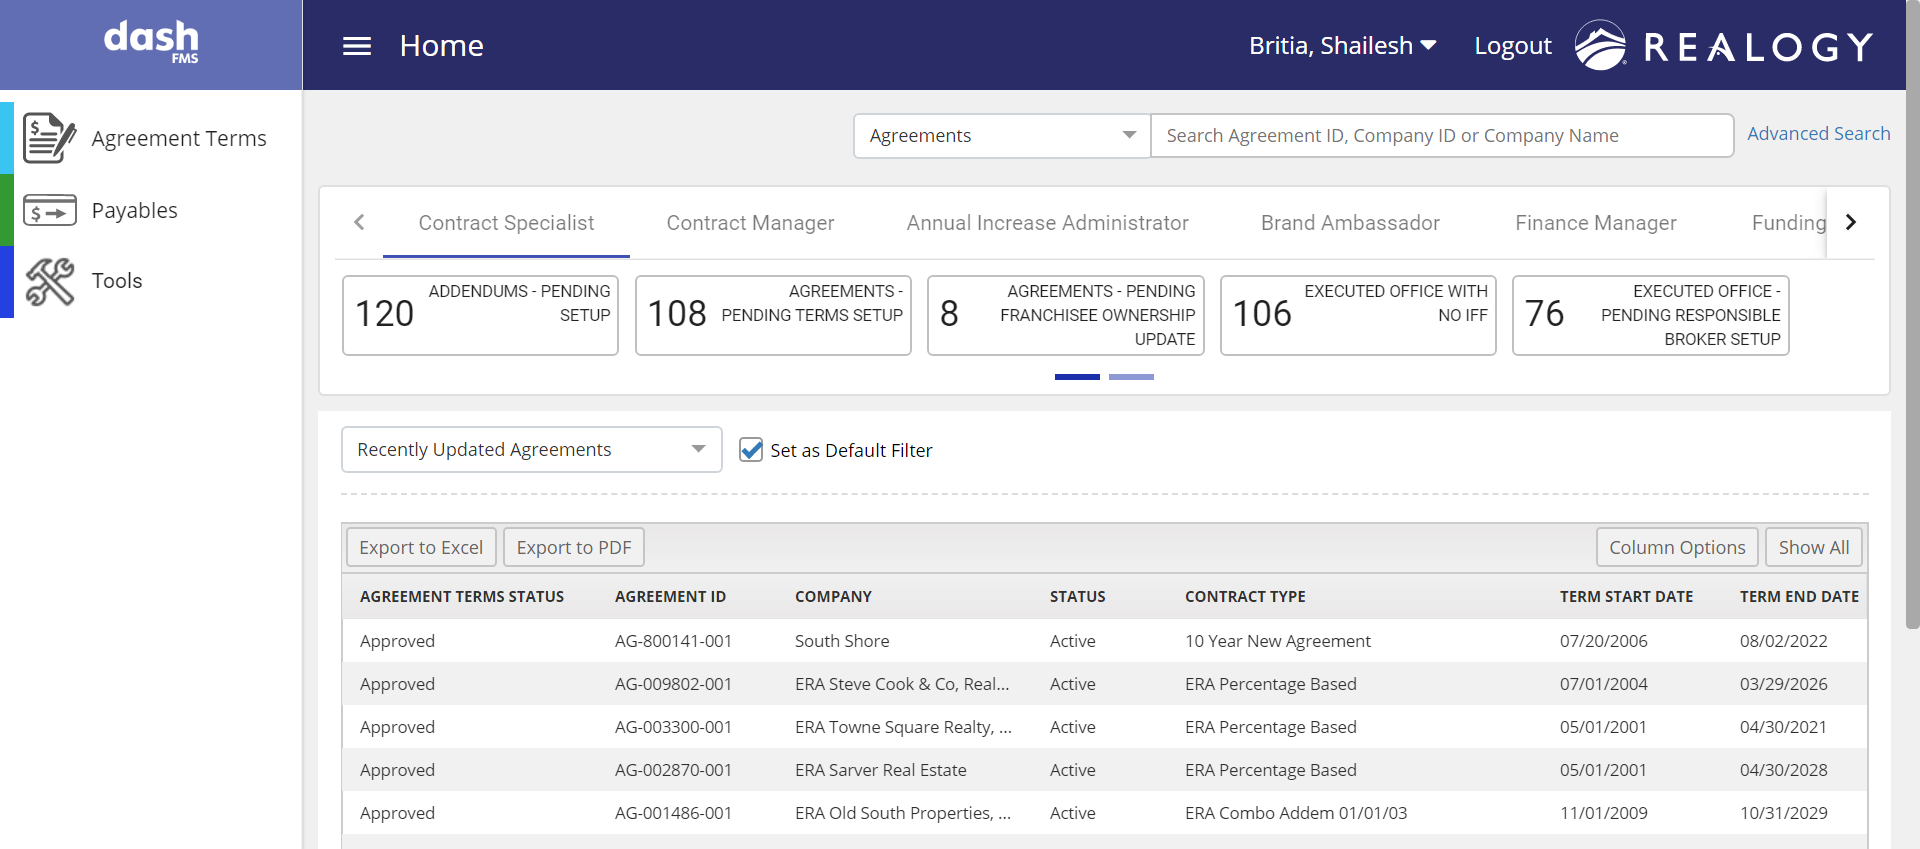 dash
FMS
Home
Britia, Shailesh
Logout
REALOGY
Agreement Terms
Payables
Tools
Agreements
Search Agreement ID, Company ID or Company Name
Advanced Search
Contract Specialist
Contract Manager
Annual Increase Administrator
Brand Ambassador
Finance Manager
Funding
120
ADDENDUMS - PENDING
SETUP
108
AGREEMENTS -
PENDING TERMS SETUP
8
AGREEMENTS - PENDING
FRANCHISEE OWNERSHIP
UPDATE
106
EXECUTED OFFICE WITH
NO IFF
76
EXECUTED OFFICE -
PENDING RESPONSIBLE
BROKER SETUP
Recently Updated Agreements
Set as Default Filter
Export to Excel
Export to PDF
Column Options
Show All
AGREEMENT TERMS STATUS AGREEMENT ID COMPANY STATUS CONTRACT TYPE TERM START DATE TERM END DATE
Approved AG-800141-001 South Shore Active 10 Year New Agreement 07/20/2006 08/02/2022
Approved AG-009802-001 ERA Steve Cook & Co, Real... Active ERA Percentage Based 07/01/2004 03/29/2026
Approved AG-003300-001 ERA Towne Square Realty, ... Active ERA Percentage Based 05/01/2001 04/30/2021
Approved AG-002870-001 ERA Sarver Real Estate Active ERA Percentage Based 05/01/2001 04/30/2028
Approved AG-001486-001 ERA Old South Properties, ... Active ERA Combo Addem 01/01/03 11/01/2009 10/31/2029